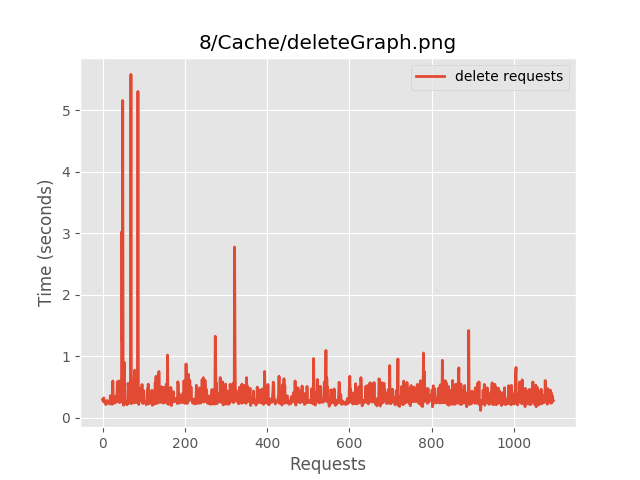 8/Cache/deleteGraph.png
delete requests
5
4
3
2
1
0
Time (seconds)
0 200 400 600 800 1000
Requests